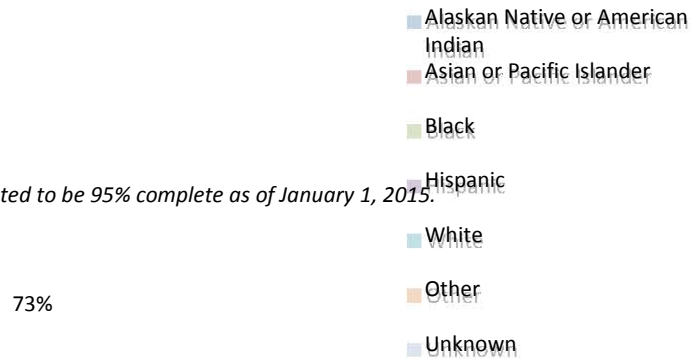 Alaskan Native or American
Indian
Asian or Pacific Islander
Black
Hispanic
ted to be 95% complete as of January 1, 2015.
White
Other
73%
Unknown